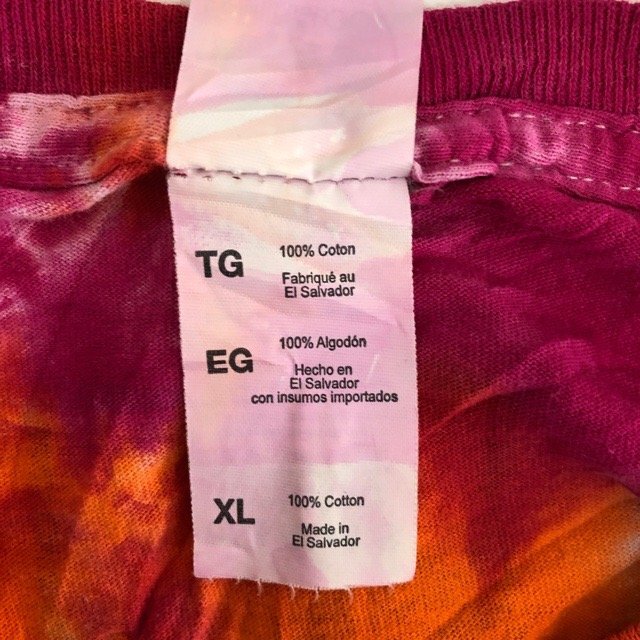 TG
100% Coton
Fabriqué au
El Salvador
EG
100% Algodón
Hecho en
El Salvador
con insumos importados
XL
100% Cotton
Made in
El Salvador